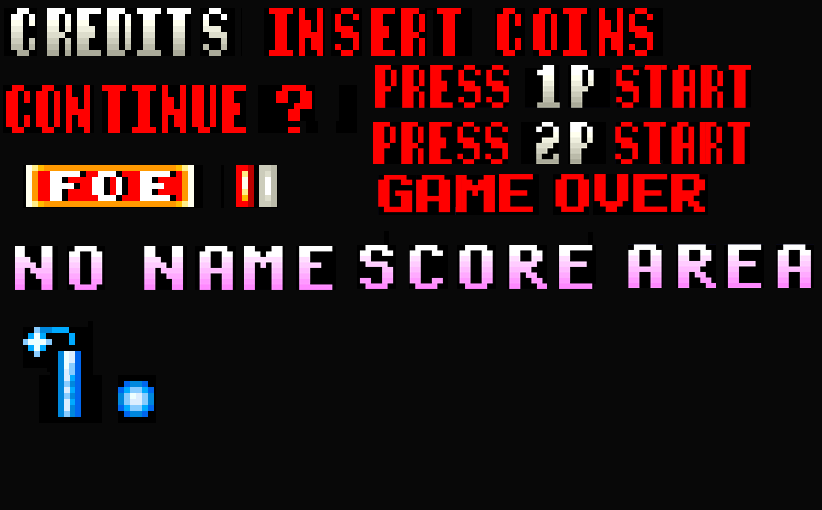 CREDITS INSERT COINS
CONTINUE ?
PRESS 1P START
PRESS 2P START
FOE
GAME OVER
NO NAME SCORE AREA